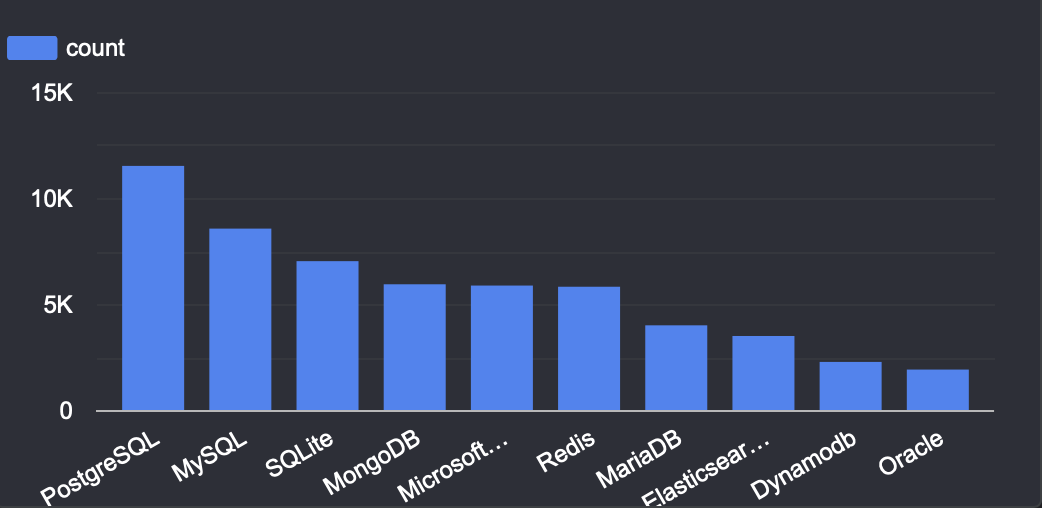 count
15K
10K
5K
0
PostgreSQL
MySQL
SQLite
MongoDB
Microsoft…
Redis
MariaDB
Elasticsear…
Dynamodb
Oracle